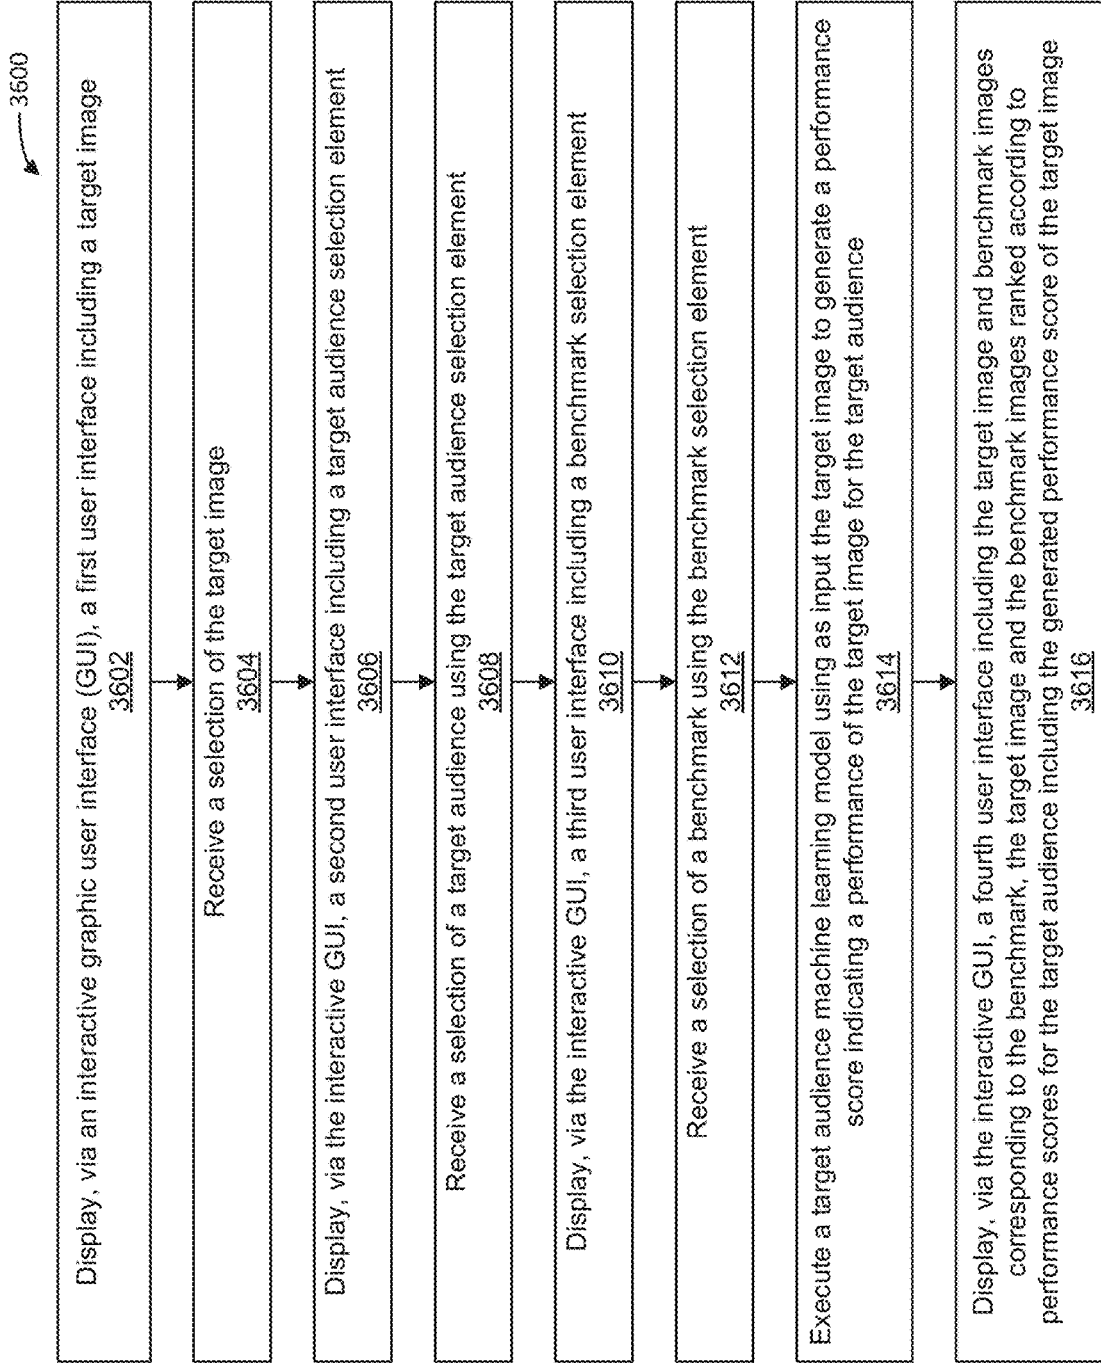 3600
Display, via an interactive graphic user interface (GUI), a first user interface including a target image
3602
Receive a selection of the target image
3604
Display, via the interactive GUI, a second user interface including a target audience selection element
3606
Receive a selection of a target audience using the target audience selection element
3608
Display, via the interactive GUI, a third user interface including a benchmark selection element
3610
Receive a selection of a benchmark using the benchmark selection element
3612
Execute a target audience machine learning model using as input the target image to generate a performance
score indicating a performance of the target image for the target audience
3614
Display, via the interactive GUI, a fourth user interface including the target image and benchmark images
corresponding to the benchmark, the target image and the benchmark images ranked according to
performance scores for the target audience including the generated performance score of the target image
3616